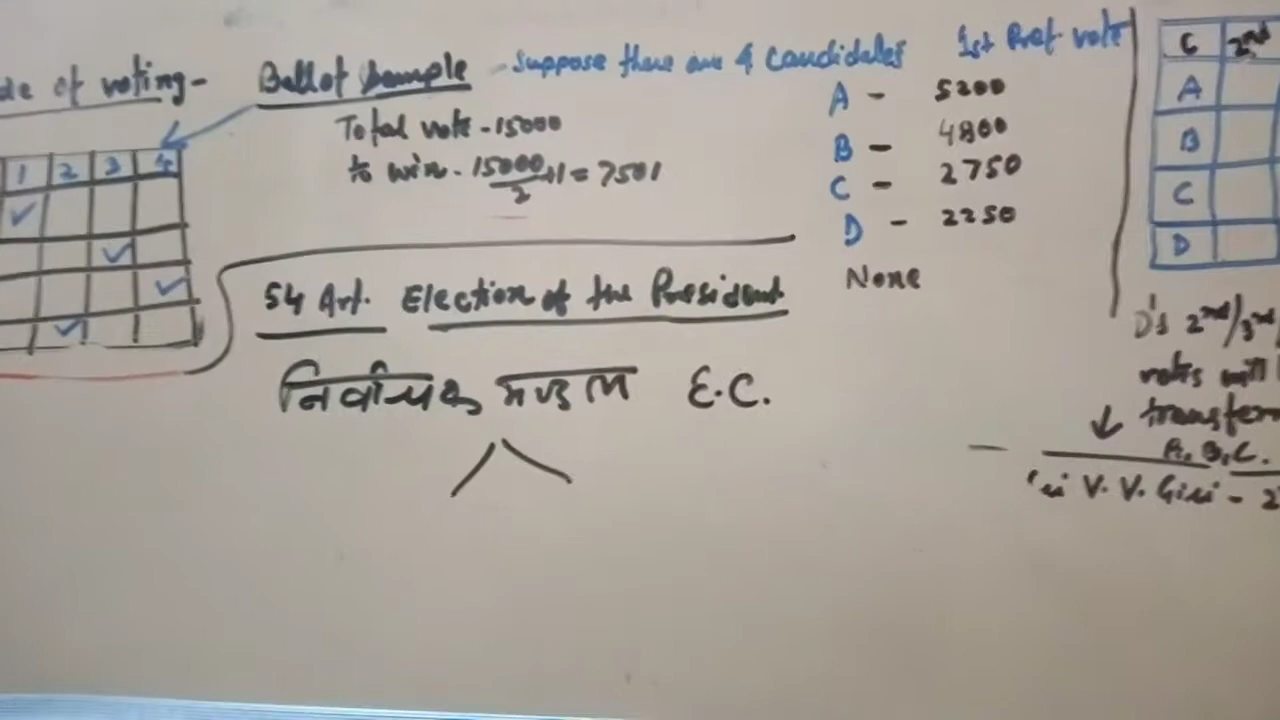 de of voting-
Ballot Sample - Suppose there are 4 candidates
1st Pref vote
Total vote - 15000
to win - 15000/2 + 1 = 7501
1 2 3 4
✓
✓
✓
✓
A - 5200
B - 4800
C - 2750
D - 2250
None
C 2nd
A
B
C
D
54 Art. Election of the President
निर्वाचक मण्डल E.C.
D's 2nd/3rd/
votes will
↓ transfer
A, B, C.
V. V. Giri - 2